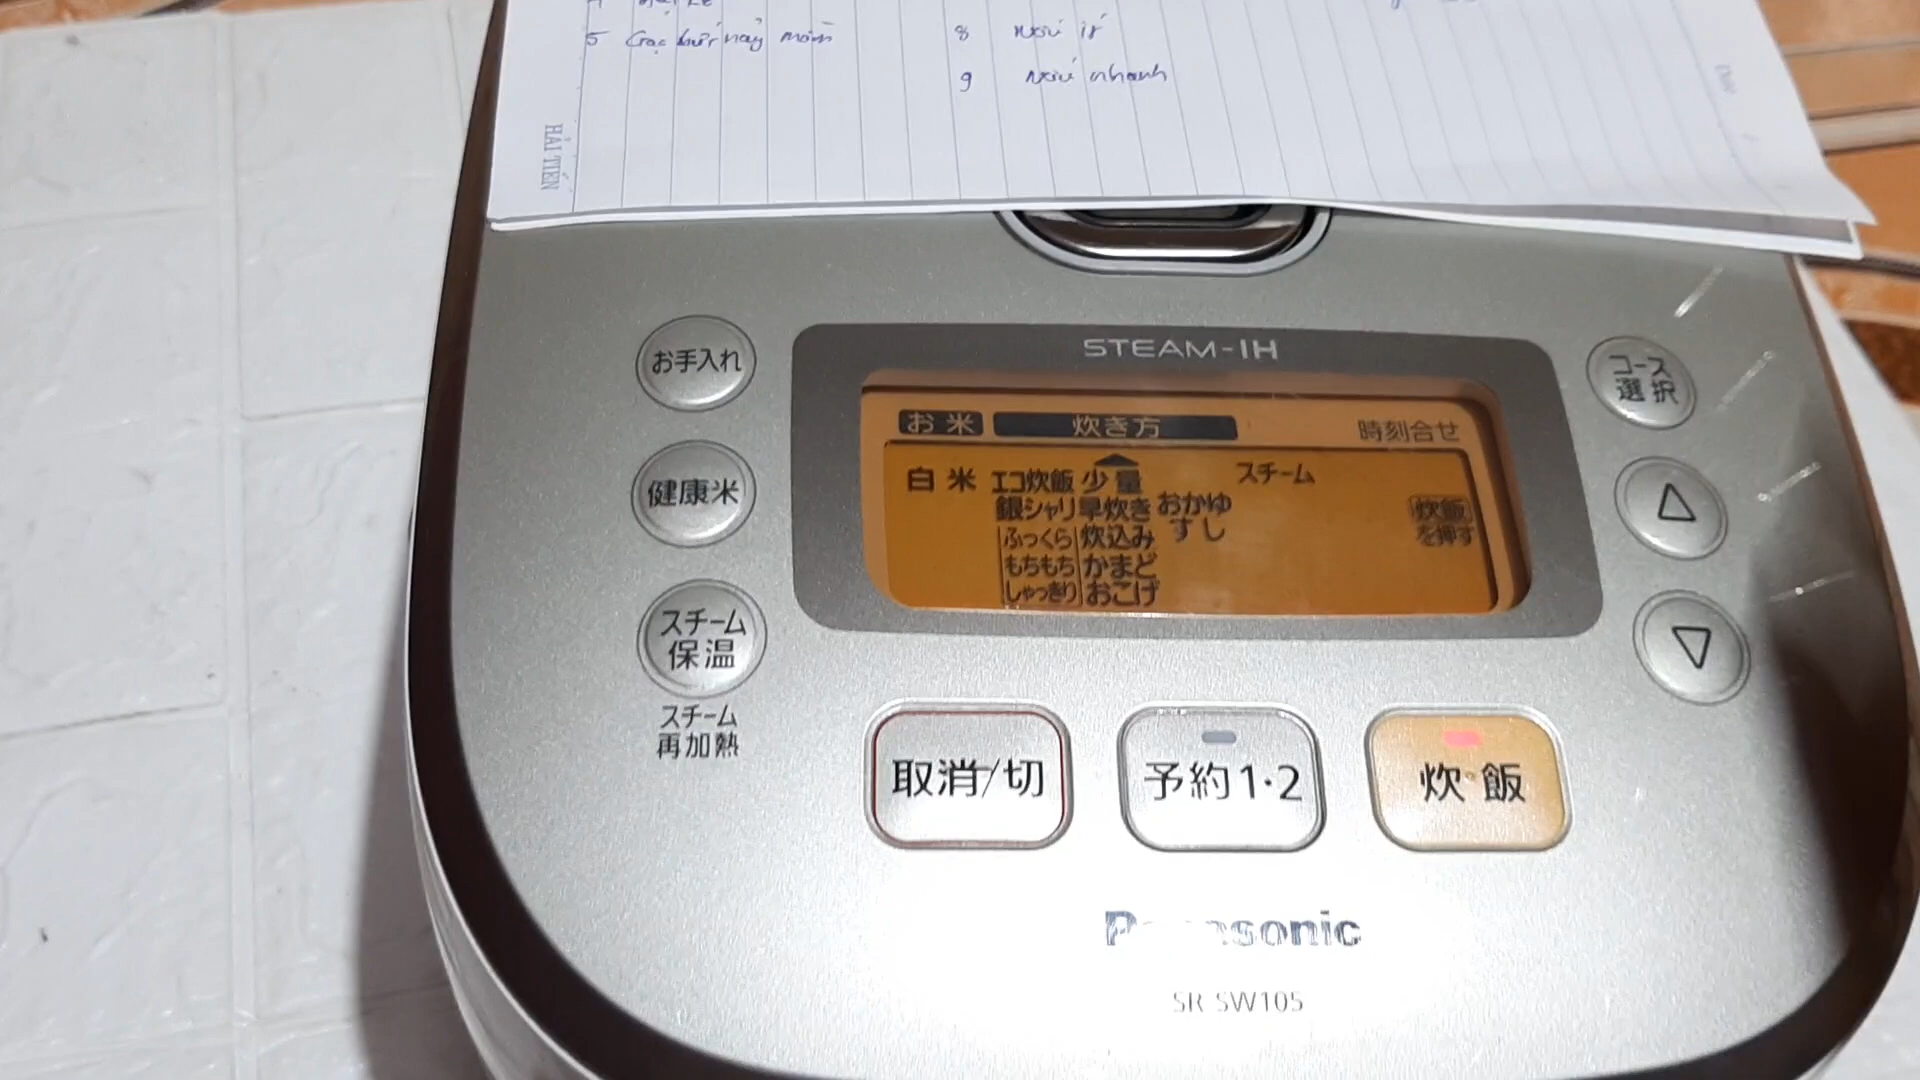 5 Gạo lứt nảy mầm
8 Nấu ít
9 Nấu nhanh
HẢI TIẾN
STEAM-IH
お手入れ
コース
選択
お米 炊き方 時刻合せ
白米 エコ炊飯 少量 スチーム
銀シャリ 早炊き おかゆ 炊飯
ふっくら 炊込み すし を押す
もちもち かまど
しゃっきり おこげ
健康米
△
スチーム
保温
▽
スチーム
再加熱
取消/切
予約1・2
炊飯
Panasonic
SR-SW105